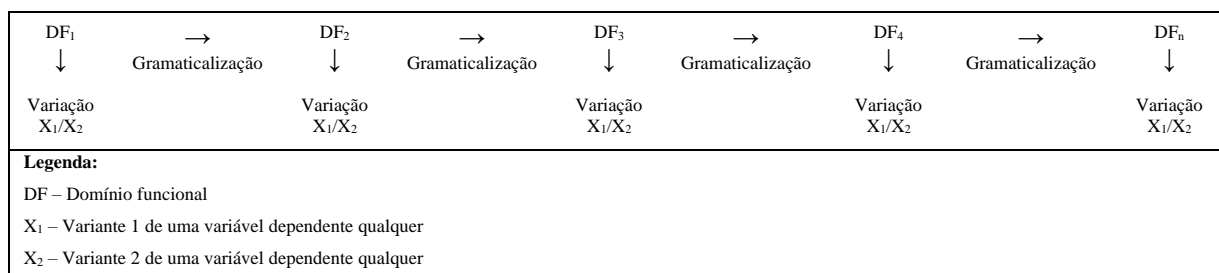 DF₁ → DF₂ → DF₃ → DF₄ → DFₙ
↓ Gramaticalização ↓ Gramaticalização ↓ Gramaticalização ↓ Gramaticalização ↓
Variação Variação Variação Variação Variação
X₁/X₂ X₁/X₂ X₁/X₂ X₁/X₂ X₁/X₂
Legenda:
DF – Domínio funcional
X₁ – Variante 1 de uma variável dependente qualquer
X₂ – Variante 2 de uma variável dependente qualquer